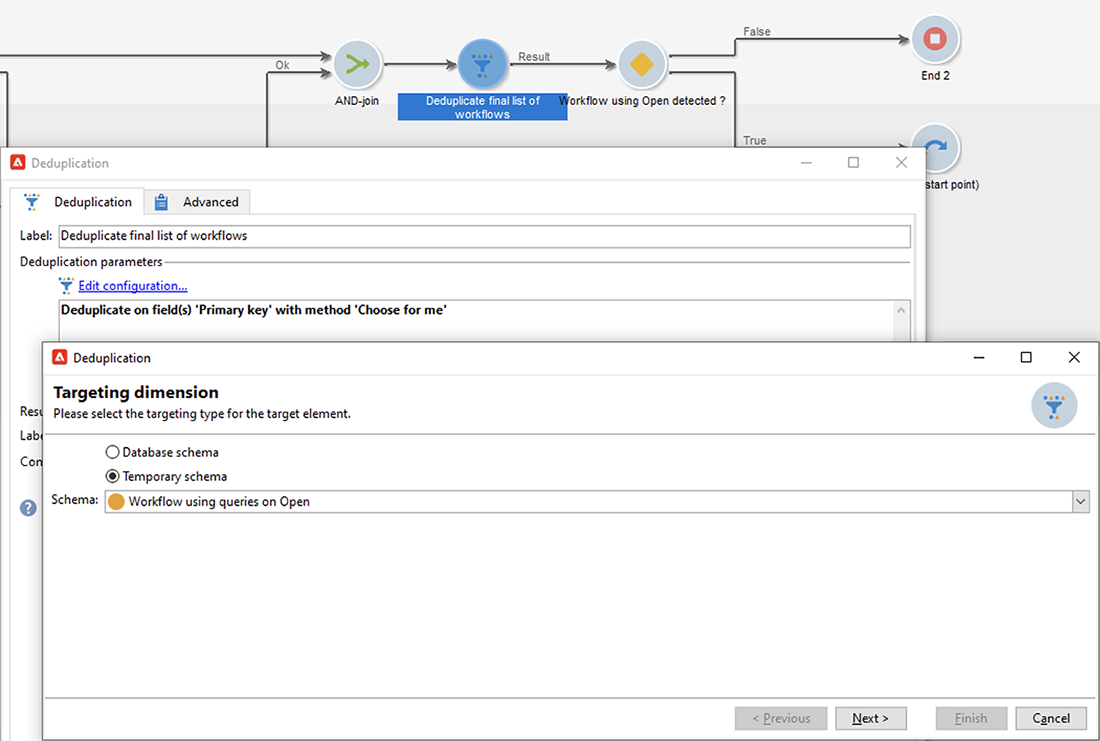 False
Ok
Result
End 2
AND-join
Deduplicate final list of
workflows
Workflow using Open detected ?
True
start point)
Deduplication
Deduplication
Advanced
Label:
Deduplicate final list of workflows
Deduplication parameters
Edit configuration...
Deduplicate on field(s) 'Primary key' with method 'Choose for me'
Deduplication
Targeting dimension
Please select the targeting type for the target element.
Database schema
Temporary schema
Schema:
Workflow using queries on Open
< Previous
Next >
Finish
Cancel